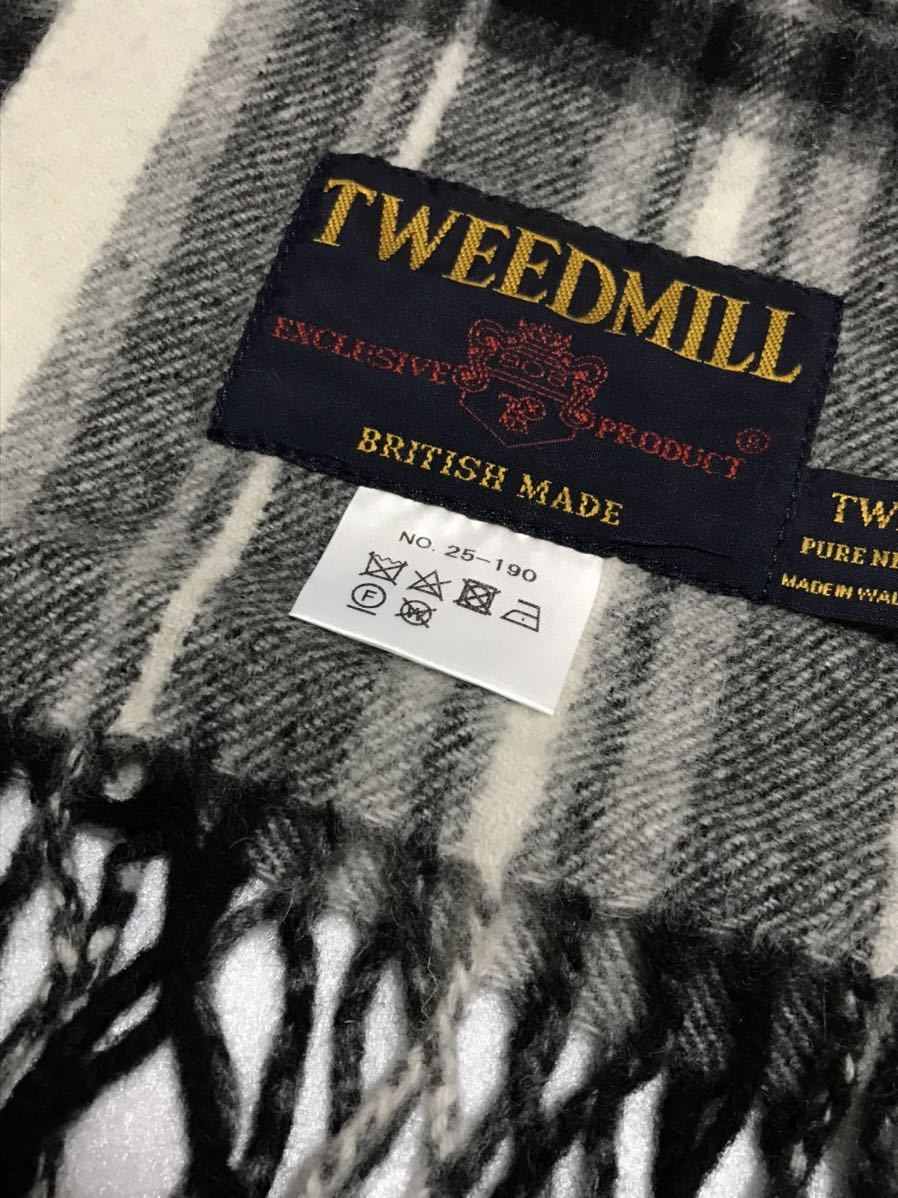 TWEEDMILL
EXCLUSIVE PRODUCT ®
BRITISH MADE
NO. 25-190
F W
TW
PURE NE
MADE IN WAL